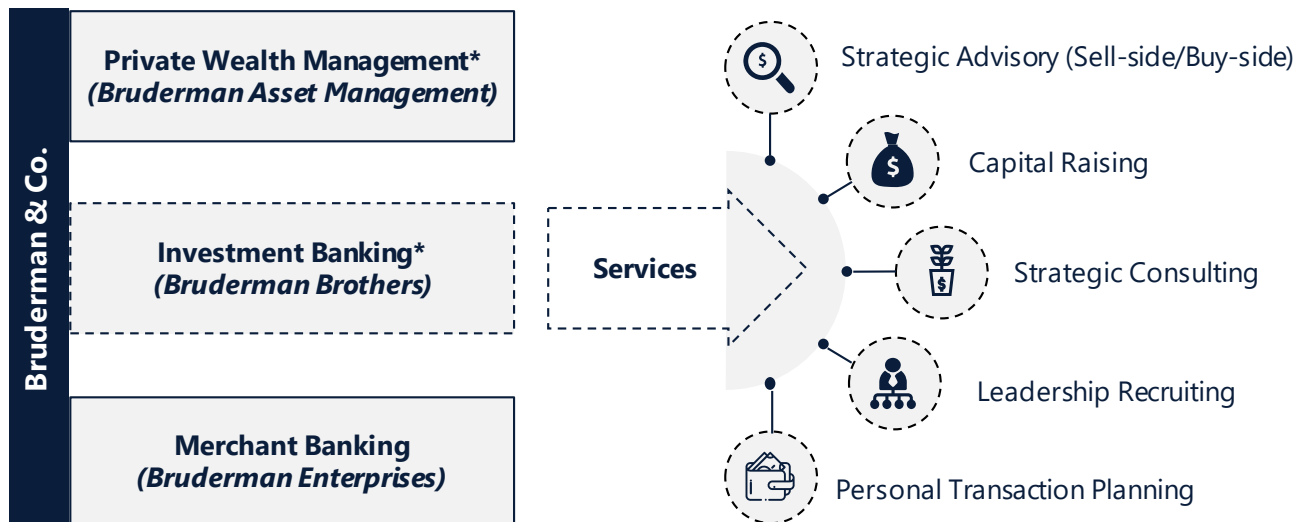 Bruderman & Co.
Private Wealth Management*
(Bruderman Asset Management)
Investment Banking*
(Bruderman Brothers)
Merchant Banking
(Bruderman Enterprises)
Services
$
Strategic Advisory (Sell-side/Buy-side)
$
Capital Raising
$
Strategic Consulting
Leadership Recruiting
Personal Transaction Planning